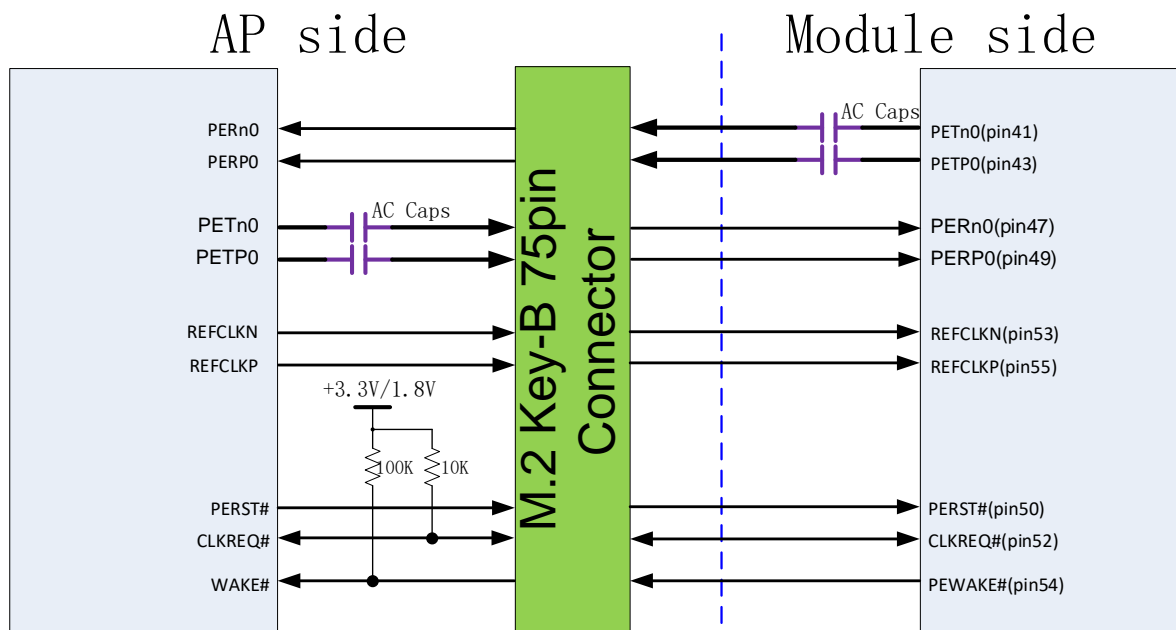 AP side
Module side
PERn0
PERP0
PETn0
PETP0
AC Caps
REFCLKN
REFCLKP
+3.3V/1.8V
100K
10K
PERST#
CLKREQ#
WAKE#
M.2 Key-B 75pin
Connector
AC Caps
PETn0(pin41)
PETP0(pin43)
PERn0(pin47)
PERP0(pin49)
REFCLKN(pin53)
REFCLKP(pin55)
PERST#(pin50)
CLKREQ#(pin52)
PEWAKE#(pin54)